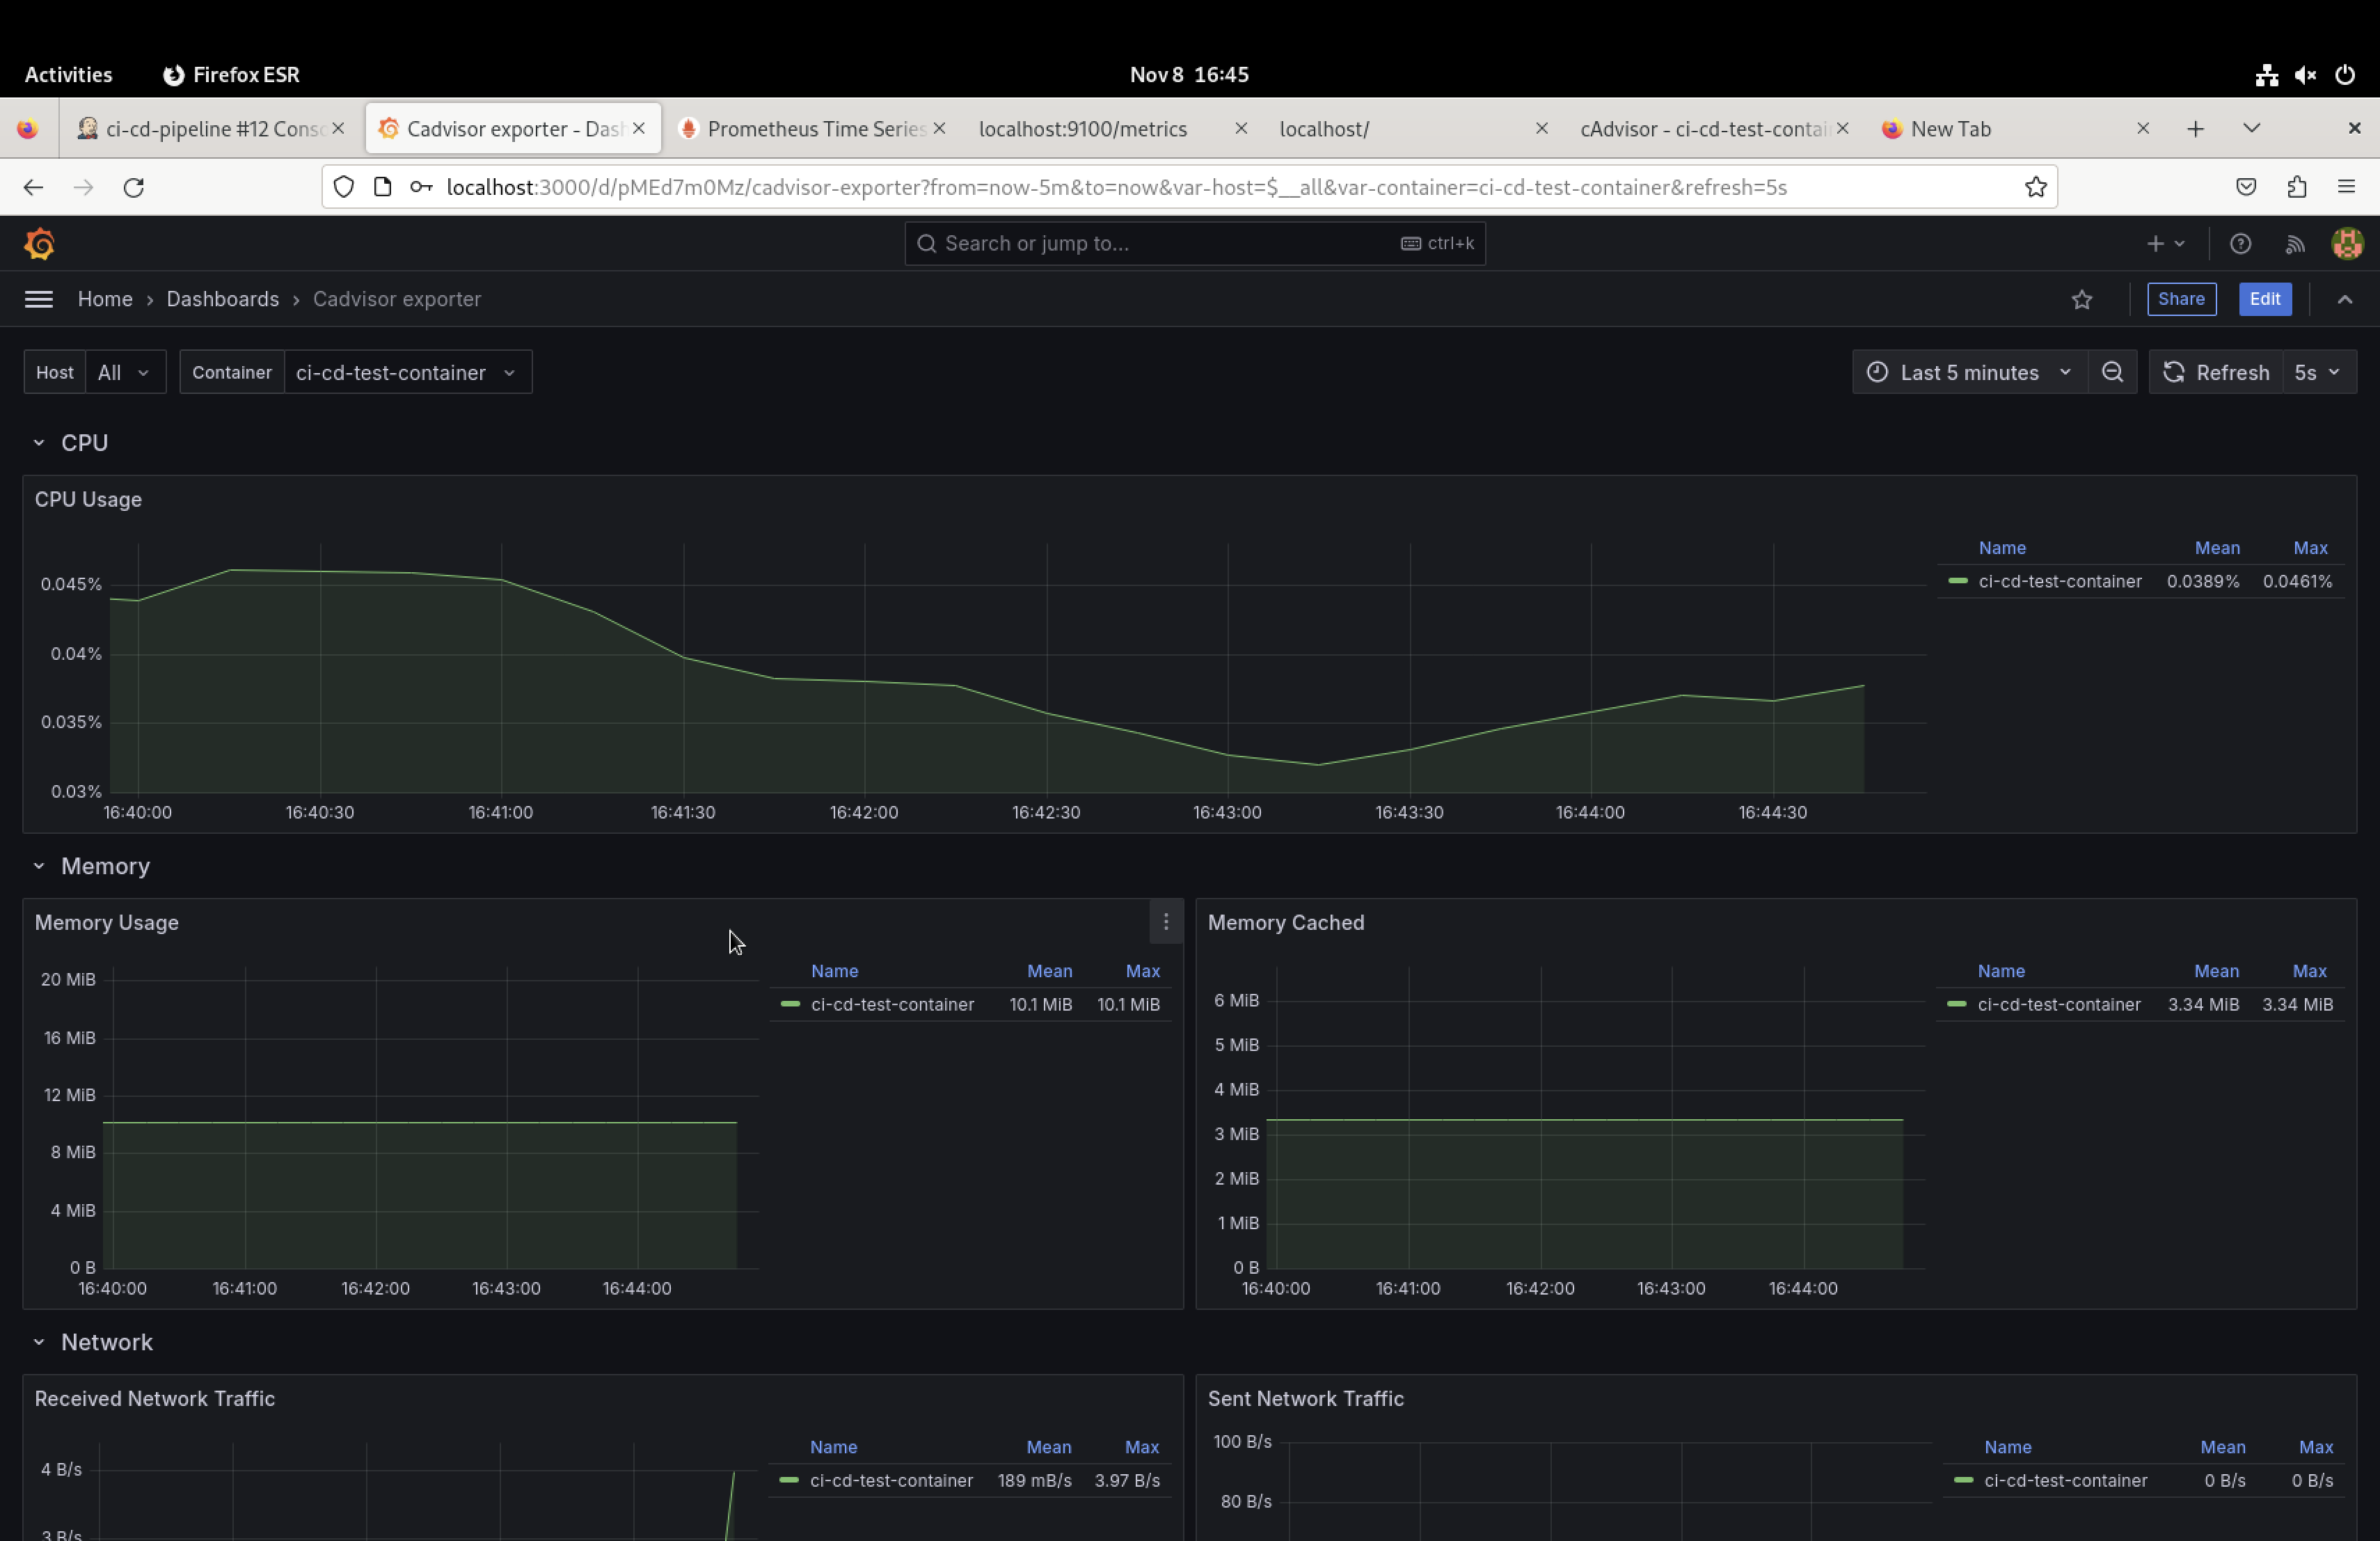 Activities Firefox ESR Nov 8 16:45
ci-cd-pipeline #12 Conso Cadvisor exporter - Dash Prometheus Time Series localhost:9100/metrics localhost/ cAdvisor - ci-cd-test-contai New Tab
localhost:3000/d/pMEd7m0Mz/cadvisor-exporter?from=now-5m&to=now&var-host=$__all&var-container=ci-cd-test-container&refresh=5s
Search or jump to... ctrl+k
Home › Dashboards › Cadvisor exporter Share Edit
Host All Container ci-cd-test-container Last 5 minutes Refresh 5s
CPU
CPU Usage
Name Mean Max
ci-cd-test-container 0.0389% 0.0461%
0.045%
0.04%
0.035%
0.03%
16:40:00 16:40:30 16:41:00 16:41:30 16:42:00 16:42:30 16:43:00 16:43:30 16:44:00 16:44:30
Memory
Memory Usage
Name Mean Max
ci-cd-test-container 10.1 MiB 10.1 MiB
20 MiB
16 MiB
12 MiB
8 MiB
4 MiB
0 B
16:40:00 16:41:00 16:42:00 16:43:00 16:44:00
Memory Cached
Name Mean Max
ci-cd-test-container 3.34 MiB 3.34 MiB
6 MiB
5 MiB
4 MiB
3 MiB
2 MiB
1 MiB
0 B
16:40:00 16:41:00 16:42:00 16:43:00 16:44:00
Network
Received Network Traffic
Name Mean Max
ci-cd-test-container 189 mB/s 3.97 B/s
4 B/s
3 B/s
Sent Network Traffic
Name Mean Max
ci-cd-test-container 0 B/s 0 B/s
100 B/s
80 B/s